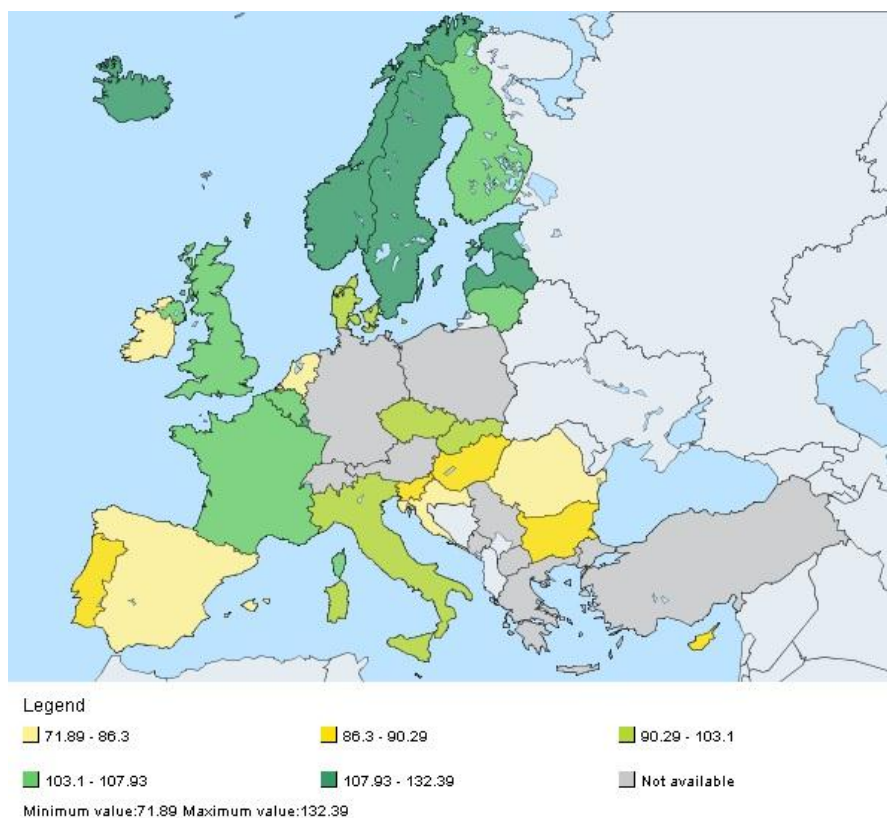 Legend
71.89 - 86.3
86.3 - 90.29
90.29 - 103.1
103.1 - 107.93
107.93 - 132.39
Not available
Minimum value:71.89 Maximum value:132.39